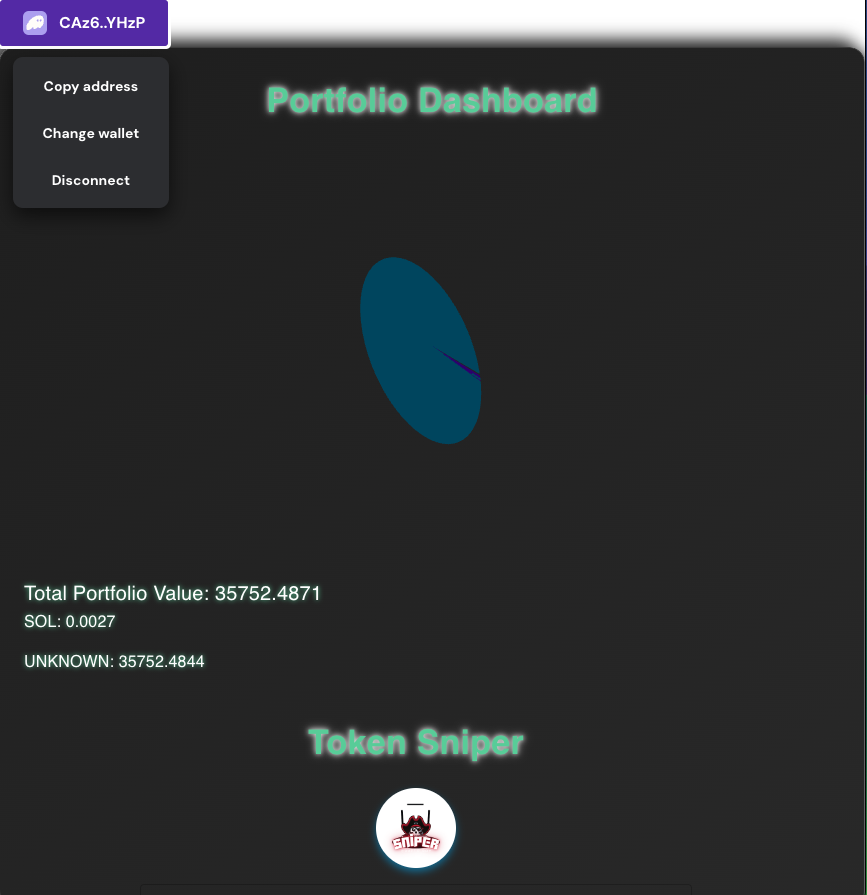 CAz6..YHzP
Copy address
Change wallet
Disconnect
Portfolio Dashboard
Total Portfolio Value: 35752.4871
SOL: 0.0027
UNKNOWN: 35752.4844
Token Sniper
SNIPER